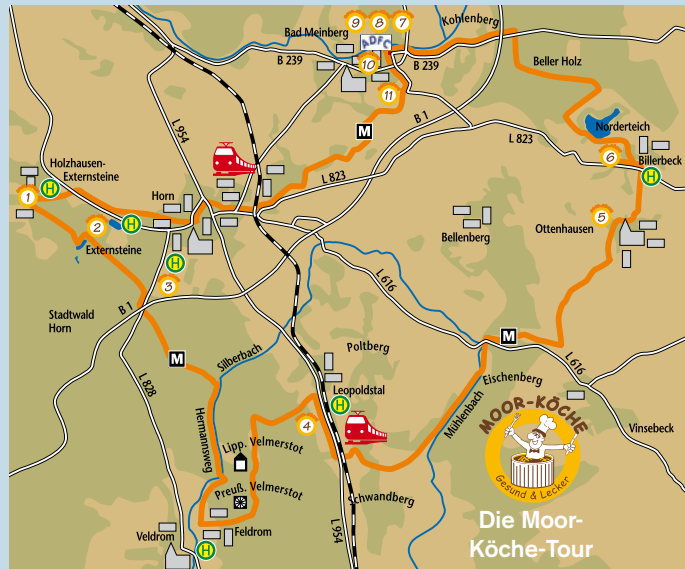 9
8
7
Kohlenberg
Bad Meinberg
ADFC
B 239
10
B 239
Beller Holz
11
B 1
L 954
M
L 823
Norderteich
6
Billerbeck
H
Holzhausen-
Externsteine
H
1
Horn
L 823
2
H
Externsteine
5
Ottenhausen
Bellenberg
H
3
L 616
B 1
Stadtwald
Horn
Silberbach
Poltberg
M
M
L 616
L 828
Leopoldstal
H
Eischenberg
Mühlenbach
MOOR-KÖCHE
Gesund & Lecker
Vinsebeck
Hermannsweg
4
Lipp. Velmerstot
Preuß. Velmerstot
Schwandberg
L 954
Feldrom
Veldrom
H
Die Moor-
Köche-Tour